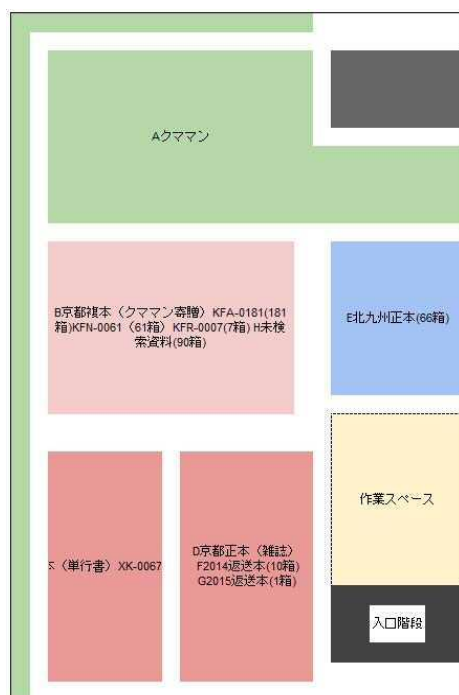 Aクママン
B京都複本（クママン寄贈）KFA-0181(181
箱)KFN-0061（61箱）KFR-0007(7箱) H未検
索資料(90箱)
E北九州正本(66箱)
作業スペース
本（単行書）XK-0067
D京都正本（雑誌）
F2014返送本(10箱)
G2015返送本(1箱)
入口階段